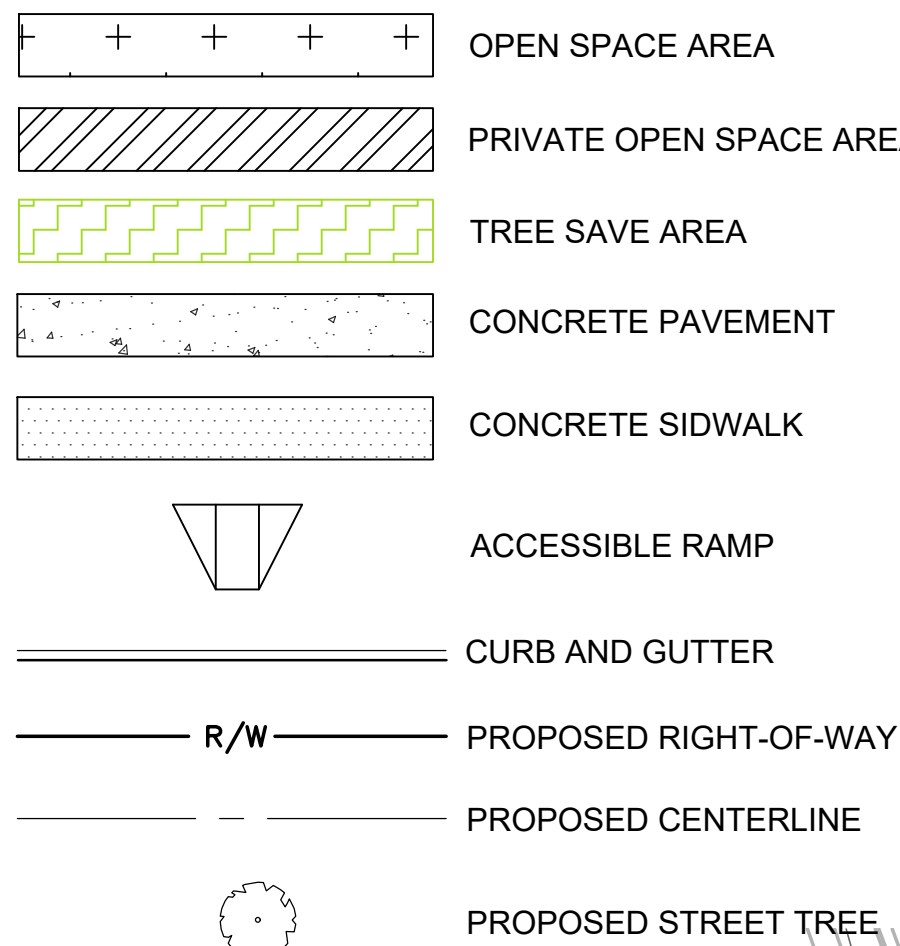 OPEN SPACE AREA
PRIVATE OPEN SPACE AREA
TREE SAVE AREA
CONCRETE PAVEMENT
CONCRETE SIDWALK
ACCESSIBLE RAMP
CURB AND GUTTER
R/W PROPOSED RIGHT-OF-WAY
PROPOSED CENTERLINE
PROPOSED STREET TREE